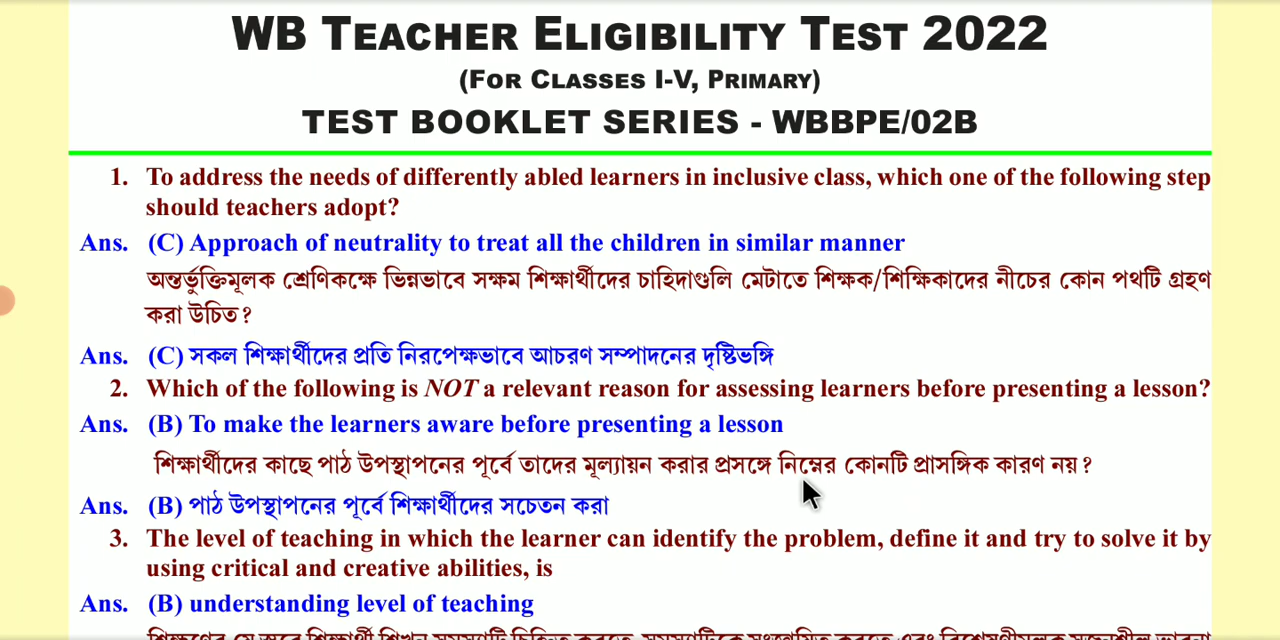 WB TEACHER ELIGIBILITY TEST 2022
(FOR CLASSES I-V, PRIMARY)
TEST BOOKLET SERIES - WBBPE/02B
1. To address the needs of differently abled learners in inclusive class, which one of the following step
should teachers adopt?
Ans. (C) Approach of neutrality to treat all the children in similar manner
অন্তর্ভুক্তিমূলক শ্রেণিকক্ষে ভিন্নভাবে সক্ষম শিক্ষার্থীদের চাহিদাগুলি মেটাতে শিক্ষক/শিক্ষিকাদের নীচের কোন পথটি গ্রহণ
করা উচিত?
Ans. (C) সকল শিক্ষার্থীদের প্রতি নিরপেক্ষভাবে আচরণ সম্পাদনের দৃষ্টিভঙ্গি
2. Which of the following is NOT a relevant reason for assessing learners before presenting a lesson?
Ans. (B) To make the learners aware before presenting a lesson
শিক্ষার্থীদের কাছে পাঠ উপস্থাপনের পূর্বে তাদের মূল্যায়ন করার প্রসঙ্গে নিম্নের কোনটি প্রাসঙ্গিক কারণ নয়?
Ans. (B) পাঠ উপস্থাপনের পূর্বে শিক্ষার্থীদের সচেতন করা
3. The level of teaching in which the learner can identify the problem, define it and try to solve it by
using critical and creative abilities, is
Ans. (B) understanding level of teaching